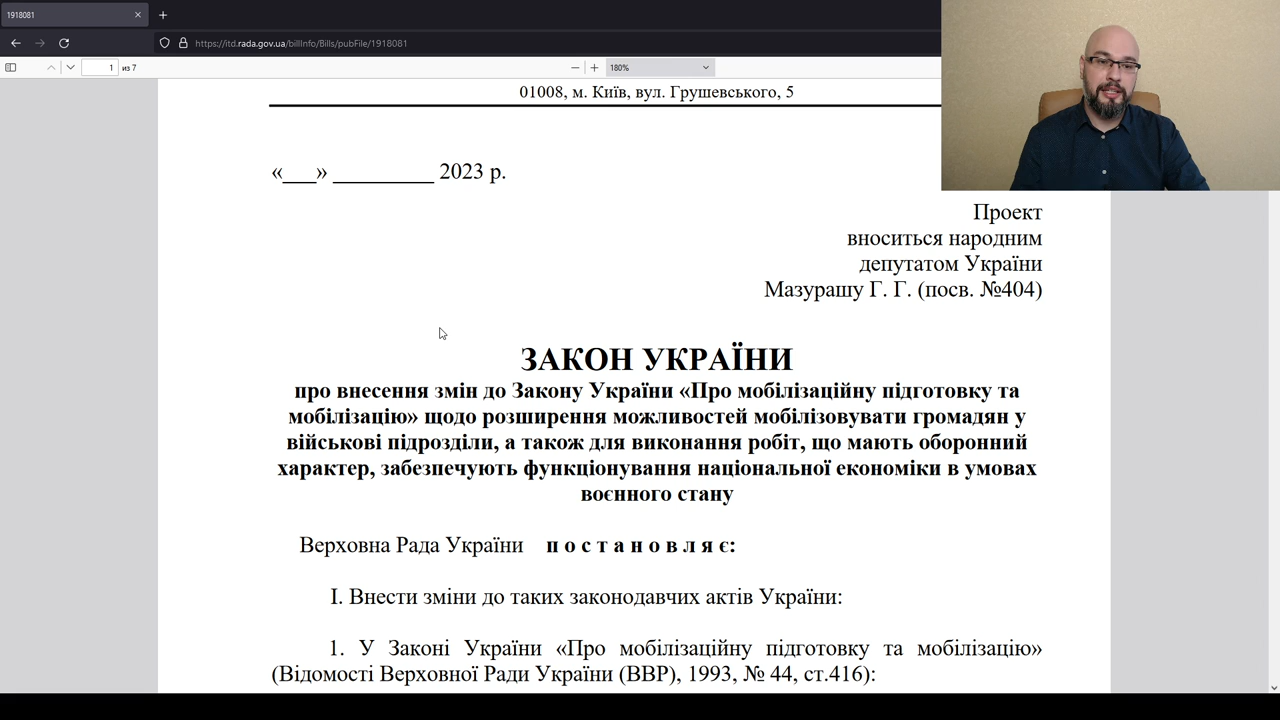 1918081
https://itd.rada.gov.ua/billInfo/Bills/pubFile/1918081
1 из 7
180%
01008, м. Київ, вул. Грушевського, 5
«___» _________ 2023 р.
Проект
вноситься народним
депутатом України
Мазурашу Г. Г. (посв. №404)
ЗАКОН УКРАЇНИ
про внесення змін до Закону України «Про мобілізаційну підготовку та
мобілізацію» щодо розширення можливостей мобілізовувати громадян у
військові підрозділи, а також для виконання робіт, що мають оборонний
характер, забезпечують функціонування національної економіки в умовах
воєнного стану
Верховна Рада України п о с т а н о в л я є:
І. Внести зміни до таких законодавчих актів України:
1. У Законі України «Про мобілізаційну підготовку та мобілізацію»
(Відомості Верховної Ради України (ВВР), 1993, № 44, ст.416):